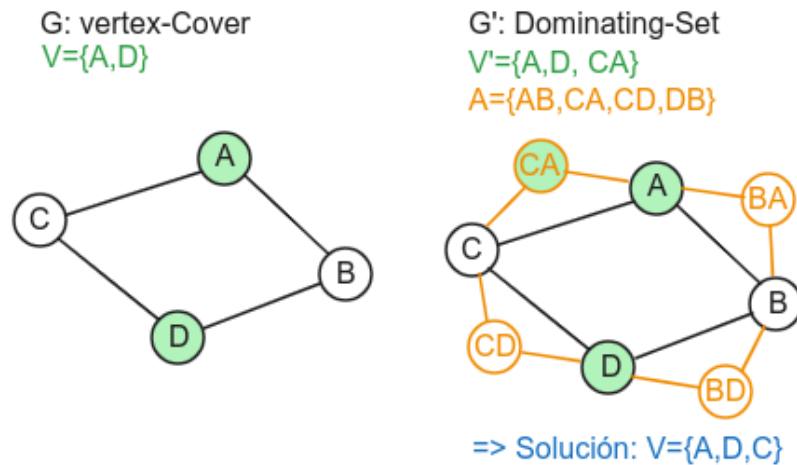 G: vertex-Cover
V={A,D}
A
C
B
D
G': Dominating-Set
V'={A,D, CA}
A={AB,CA,CD,DB}
CA
A
BA
C
B
CD
D
BD
=> Solución: V={A,D,C}